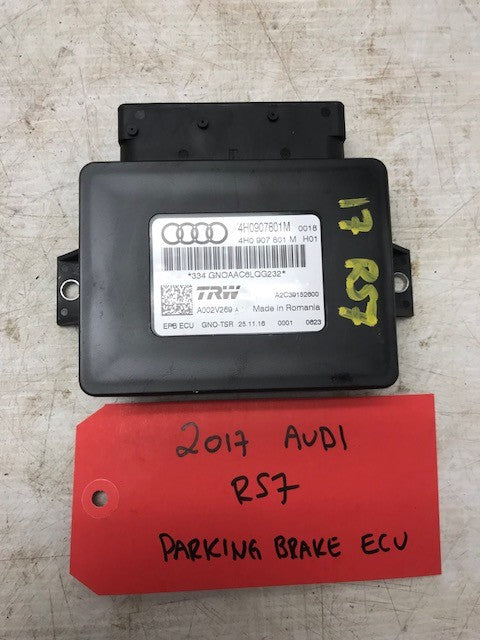 4H0907801M 0018
4H0 907 801 M H01
*334 GNOAAC6LQG232*
TRW A2C39152600
A002V269 A Made in Romania
EPB ECU GNO-TSR 25.11.16 0001 0623
17 RS7
2017 AUDI
RS7
PARKING BRAKE ECU